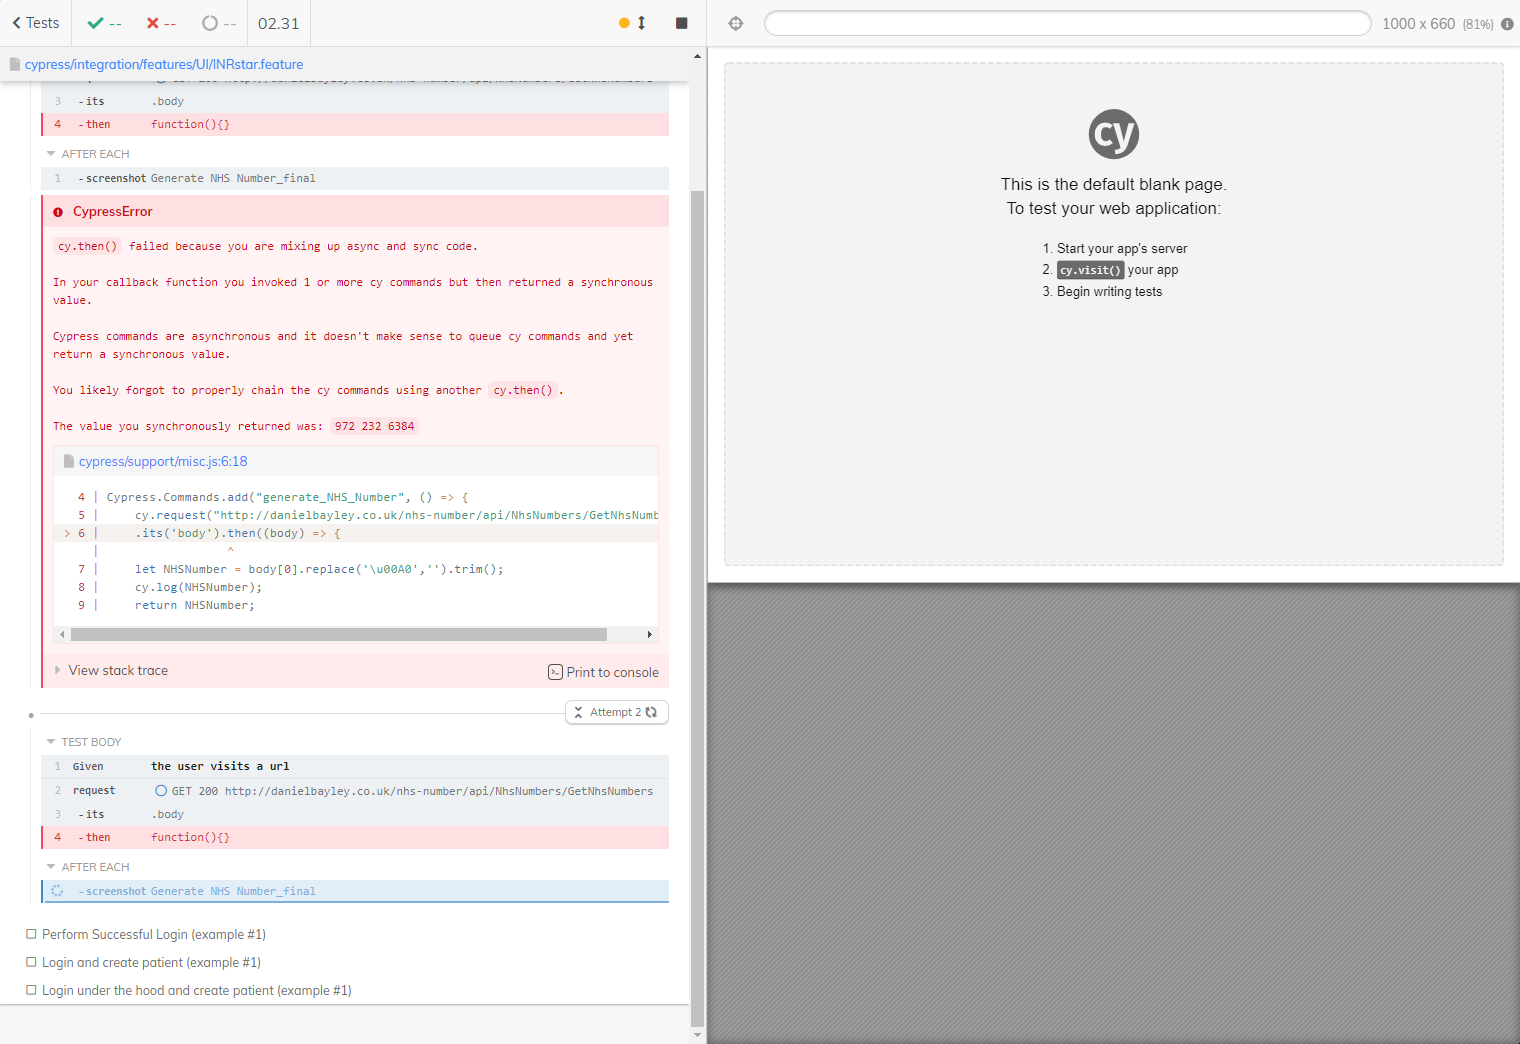 Tests
--
--
--
02.31
1000 x 660 (81%)
cypress/integration/features/UI/INRstar.feature
3 -its .body
4 -then function(){}
AFTER EACH
1 -screenshot Generate NHS Number_final
CypressError
cy.then() failed because you are mixing up async and sync code.
In your callback function you invoked 1 or more cy commands but then returned a synchronous
value.
Cypress commands are asynchronous and it doesn't make sense to queue cy commands and yet
return a synchronous value.
You likely forgot to properly chain the cy commands using another cy.then().
The value you synchronously returned was: 972 232 6384
cypress/support/misc.js:6:18
4 | Cypress.Commands.add("generate_NHS_Number", () => {
5 | cy.request("http://danielbayley.co.uk/nhs-number/api/NhsNumbers/GetNhsNumb
> 6 | .its('body').then((body) => {
| ^
7 | let NHSNumber = body[0].replace('\u00A0','').trim();
8 | cy.log(NHSNumber);
9 | return NHSNumber;
View stack trace
Print to console
Attempt 2
TEST BODY
1 Given the user visits a url
2 request GET 200 http://danielbayley.co.uk/nhs-number/api/NhsNumbers/GetNhsNumbers
3 -its .body
4 -then function(){}
AFTER EACH
-screenshot Generate NHS Number_final
Perform Successful Login (example #1)
Login and create patient (example #1)
Login under the hood and create patient (example #1)
cy
This is the default blank page.
To test your web application:
1. Start your app's server
2. cy.visit() your app
3. Begin writing tests